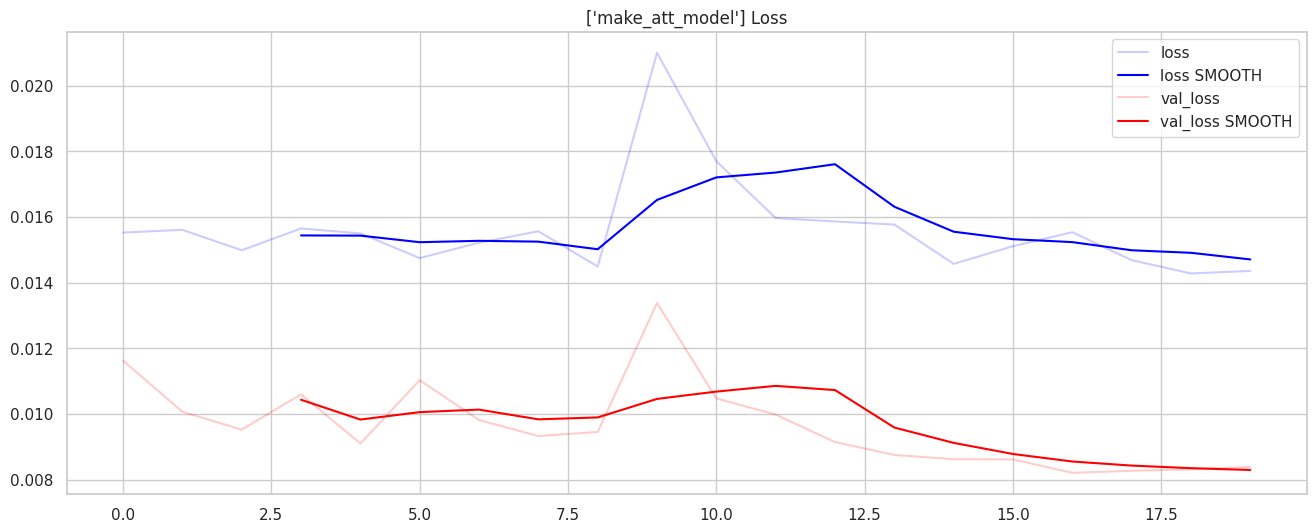 ['make_att_model'] Loss
loss
loss SMOOTH
val_loss
val_loss SMOOTH
0.020
0.018
0.016
0.014
0.012
0.010
0.008
0.0 2.5 5.0 7.5 10.0 12.5 15.0 17.5